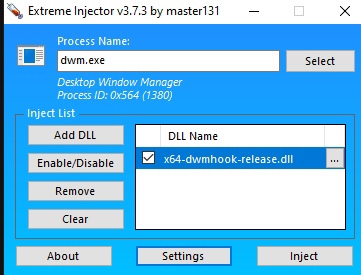 Extreme Injector v3.7.3 by master131
Process Name:
dwm.exe
Select
Desktop Window Manager
Process ID: 0x564 (1380)
Inject List
Add DLL
Enable/Disable
Remove
Clear
DLL Name
x64-dwmhook-release.dll
...
About
Settings
Inject